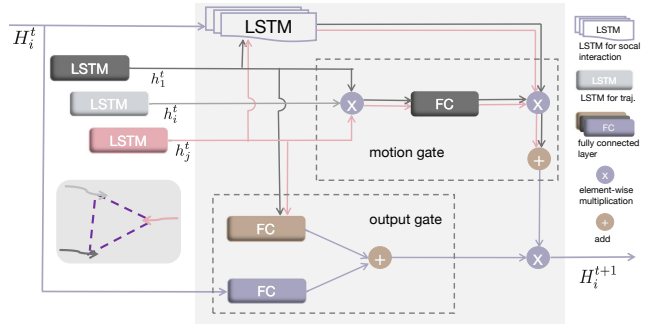 H_i^t
LSTM
LSTM for socal
interaction
LSTM
h_1^t
LSTM
h_i^t
LSTM
h_j^t
x
FC
x
motion gate
+
LSTM
LSTM for traj.
FC
fully connected
layer
x
element-wise
multiplication
+
add
output gate
FC
+
FC
x
H_i^{t+1}